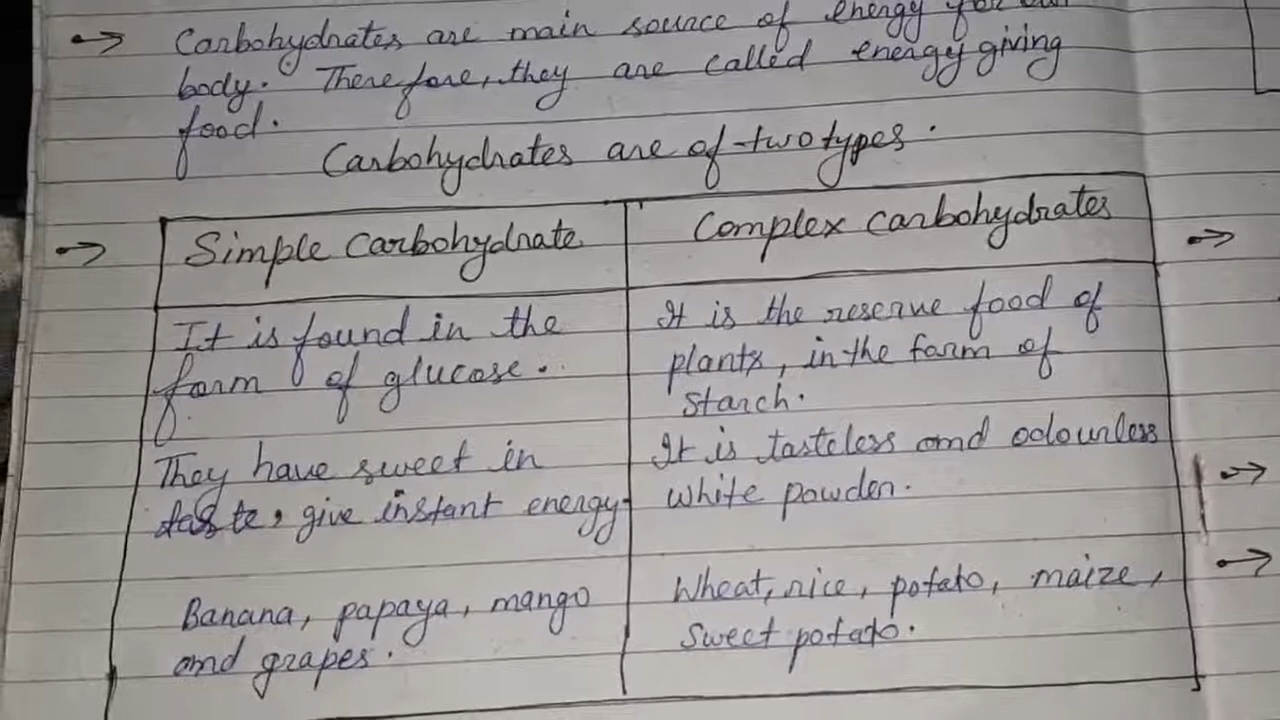 → Carbohydrates are main source of energy for our
body. Therefore, they are called energy giving
food.
Carbohydrates are of two types.
→ Simple Carbohydrate
Complex Carbohydrates →
It is found in the
form of glucose.
They have sweet in
taste, give instant energy
Banana, papaya, mango
and grapes.
It is the reserve food of
plants, in the form of
starch.
It is tasteless and odourless
white powder.
Wheat, rice, potato, maize,
sweet potato.
→
→